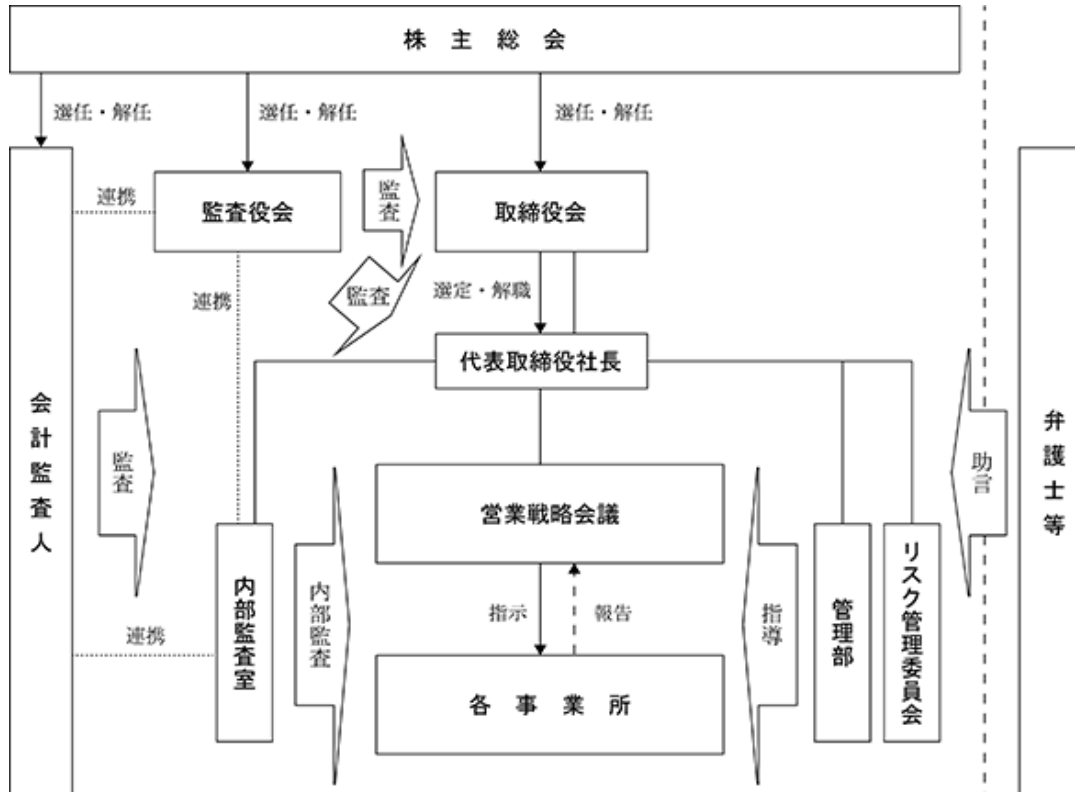 株主総会
選任・解任
選任・解任
選任・解任
連携
監査役会
監査
取締役会
連携
監査
選定・解職
代表取締役社長
会計監査人
監査
営業戦略会議
助言
弁護士等
内部監査室
内部監査
指示
報告
指導
管理部
リスク管理委員会
連携
各事業所